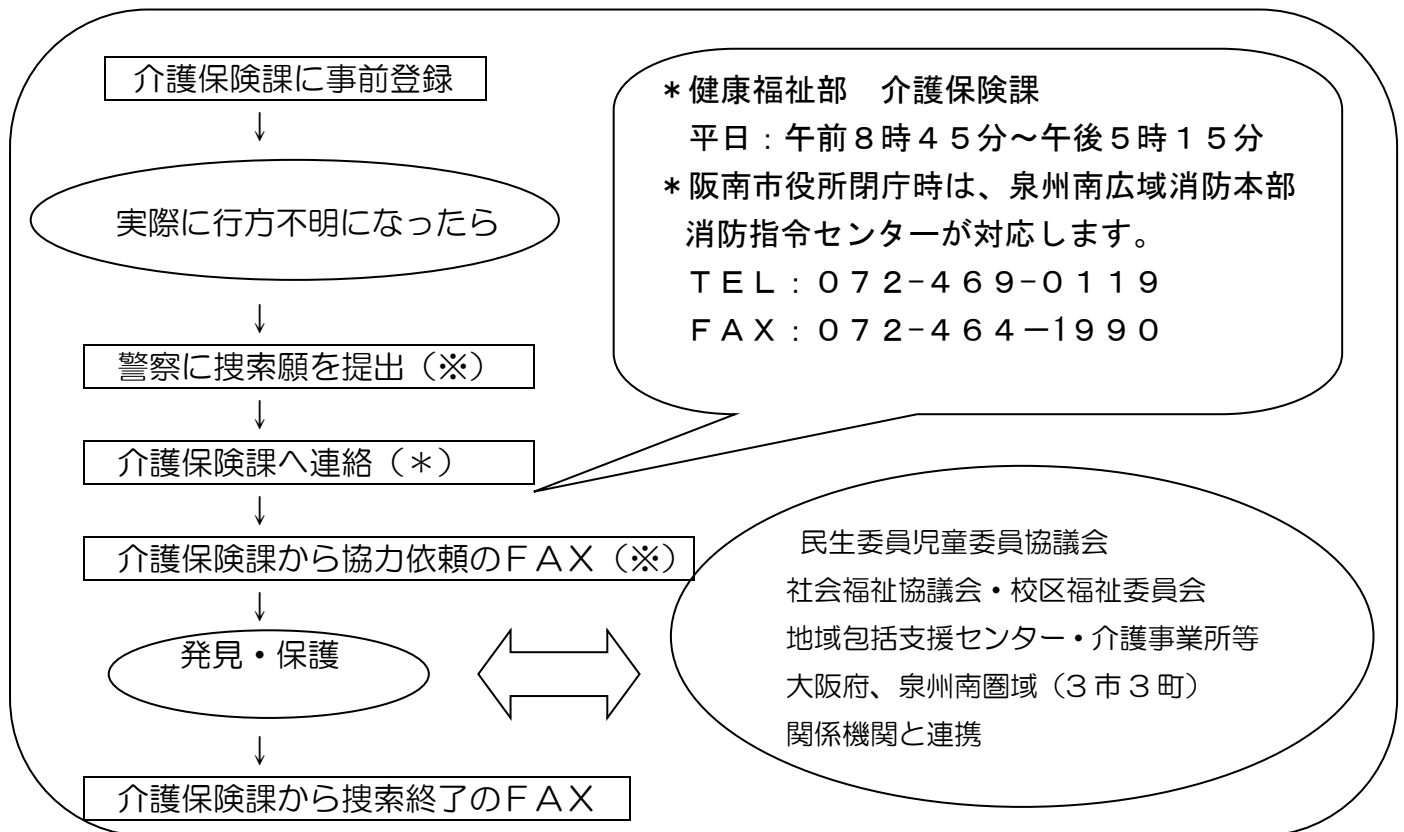 介護保険課に事前登録
↓
実際に行方不明になったら
↓
警察に捜索願を提出（※）
↓
介護保険課へ連絡（＊）
↓
介護保険課から協力依頼のＦＡＸ（※）
↓
発見・保護
↓
介護保険課から捜索終了のＦＡＸ
＊健康福祉部　介護保険課
平日：午前８時４５分～午後５時１５分
＊阪南市役所閉庁時は、泉州南広域消防本部
消防指令センターが対応します。
ＴＥＬ：０７２-４６９-０１１９
ＦＡＸ：０７２-４６４－1９９０
民生委員児童委員協議会
社会福祉協議会・校区福祉委員会
地域包括支援センター・介護事業所等
大阪府、泉州南圏域（３市３町）
関係機関と連携